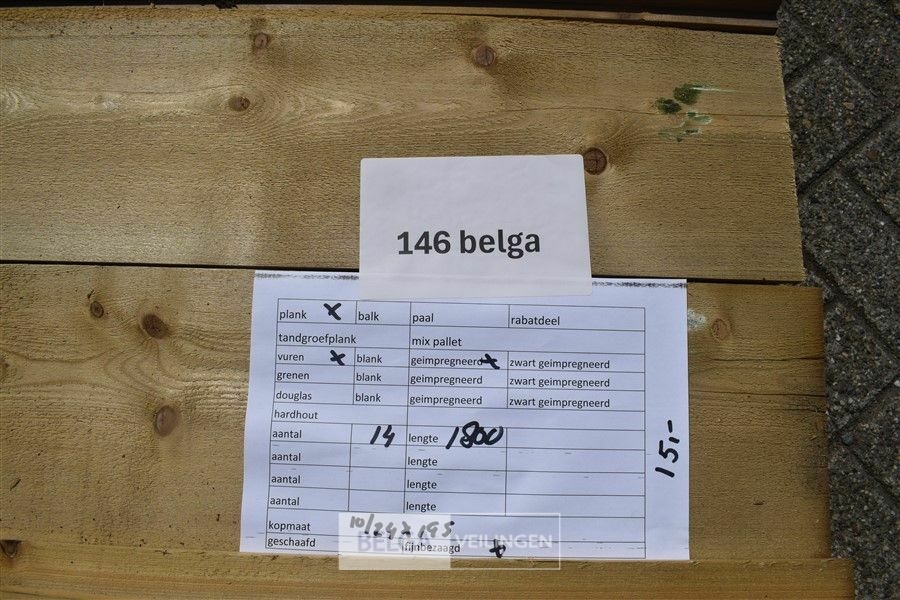 146 belga
plank x balk paal rabatdeel
tandgroefplank mix pallet
vuren x blank geimpregneerd x zwart geimpregneerd
grenen blank geimpregneerd zwart geimpregneerd
douglas blank geimpregneerd zwart geimpregneerd
hardhout
aantal 14 lengte 1800
aantal lengte
aantal lengte
aantal lengte
15,-
kopmaat 10/24x195
geschaafd fijnbezaagd x
BELGA VEILINGEN